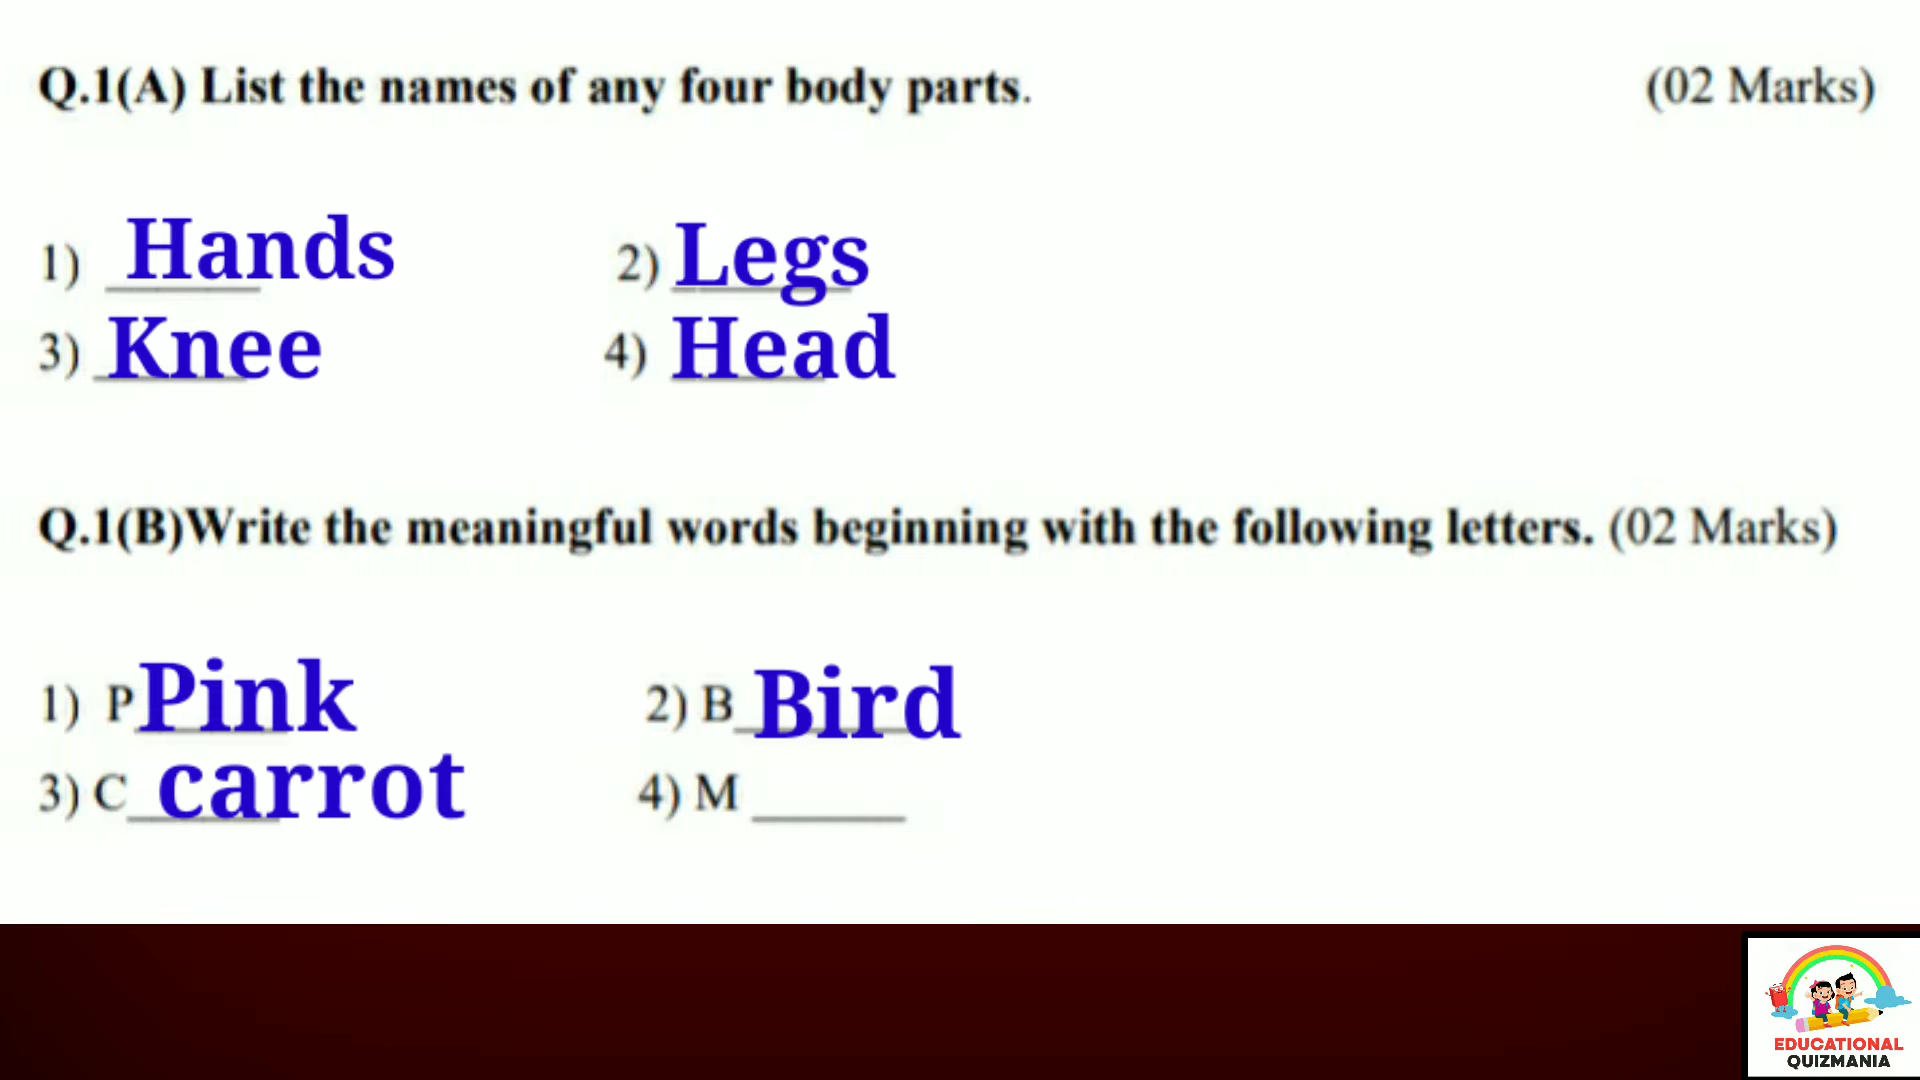 Q.1(A) List the names of any four body parts. (02 Marks)
1) Hands 2) Legs
3) Knee 4) Head
Q.1(B)Write the meaningful words beginning with the following letters. (02 Marks)
1) P Pink 2) B Bird
3) C carrot 4) M ______
EDUCATIONAL
QUIZMANIA